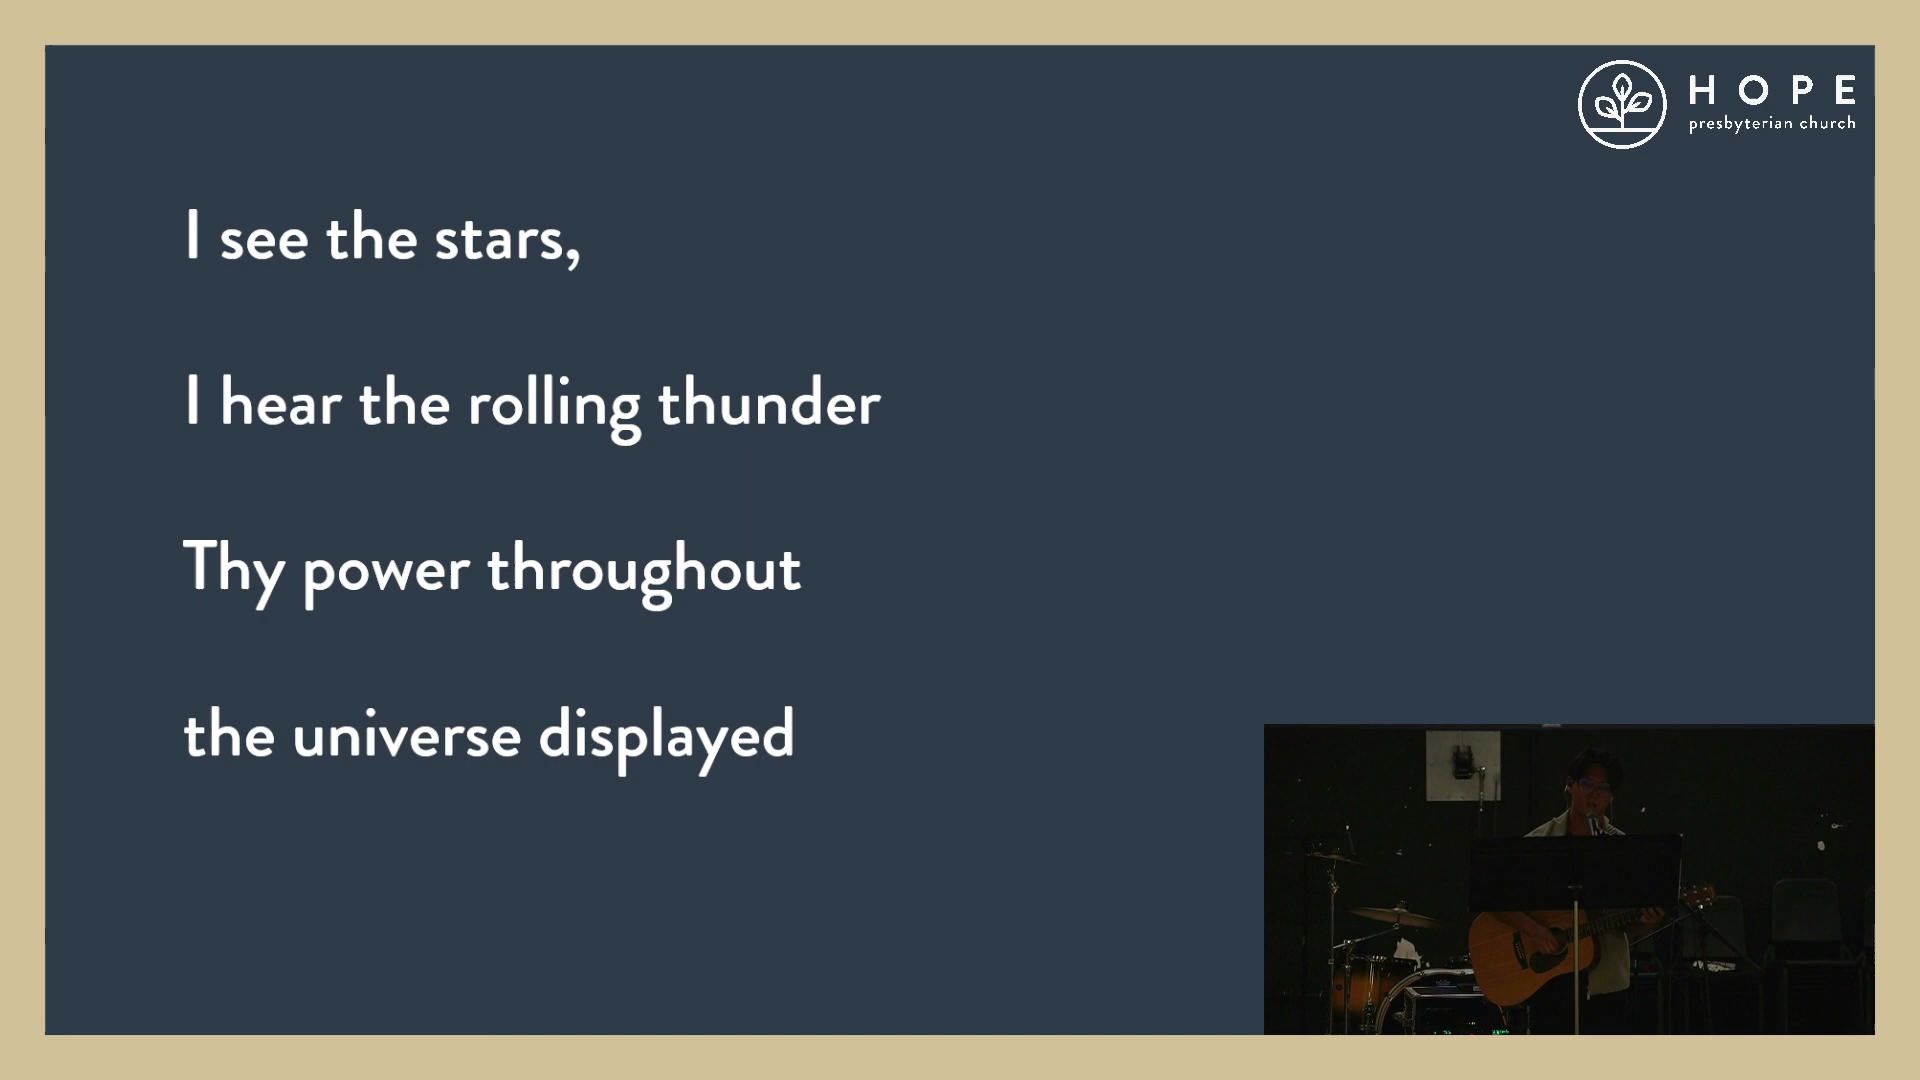 HOPE
presbyterian church
I see the stars,
I hear the rolling thunder
Thy power throughout
the universe displayed